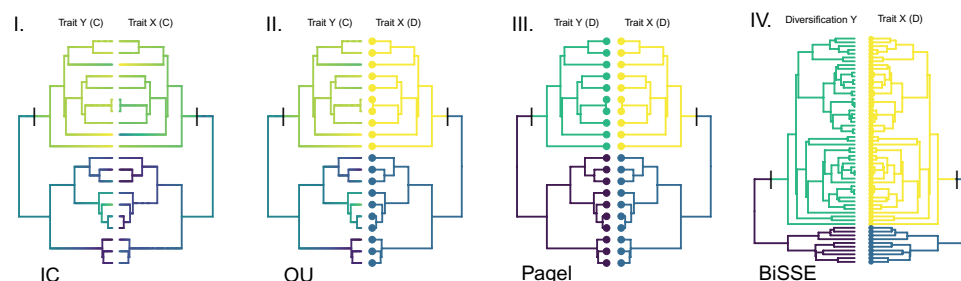 I.
Trait Y (C) Trait X (C)
IC
II.
Trait Y (C) Trait X (D)
OU
III.
Trait Y (D) Trait X (D)
Pagel
IV.
Diversification Y Trait X (D)
BiSSE